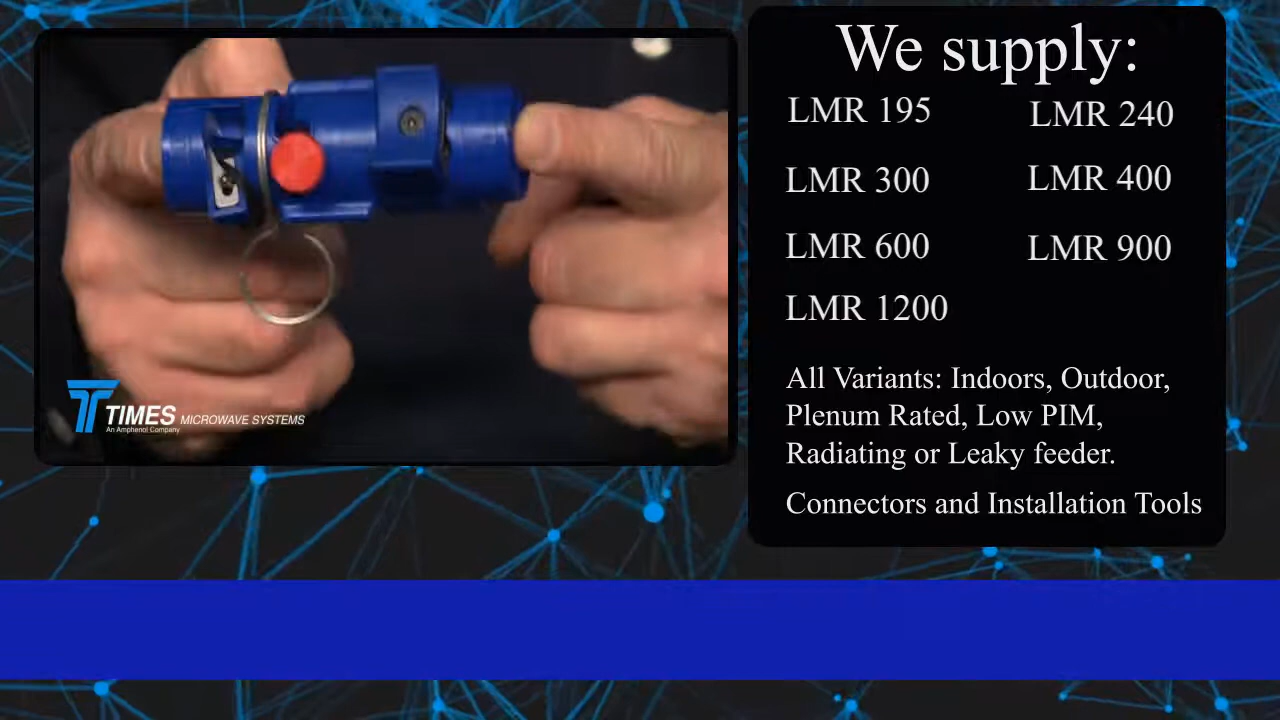 We supply:
LMR 195 LMR 240
LMR 300 LMR 400
LMR 600 LMR 900
LMR 1200
All Variants: Indoors, Outdoor,
Plenum Rated, Low PIM,
Radiating or Leaky feeder.
Connectors and Installation Tools
TIMES MICROWAVE SYSTEMS
An Amphenol Company